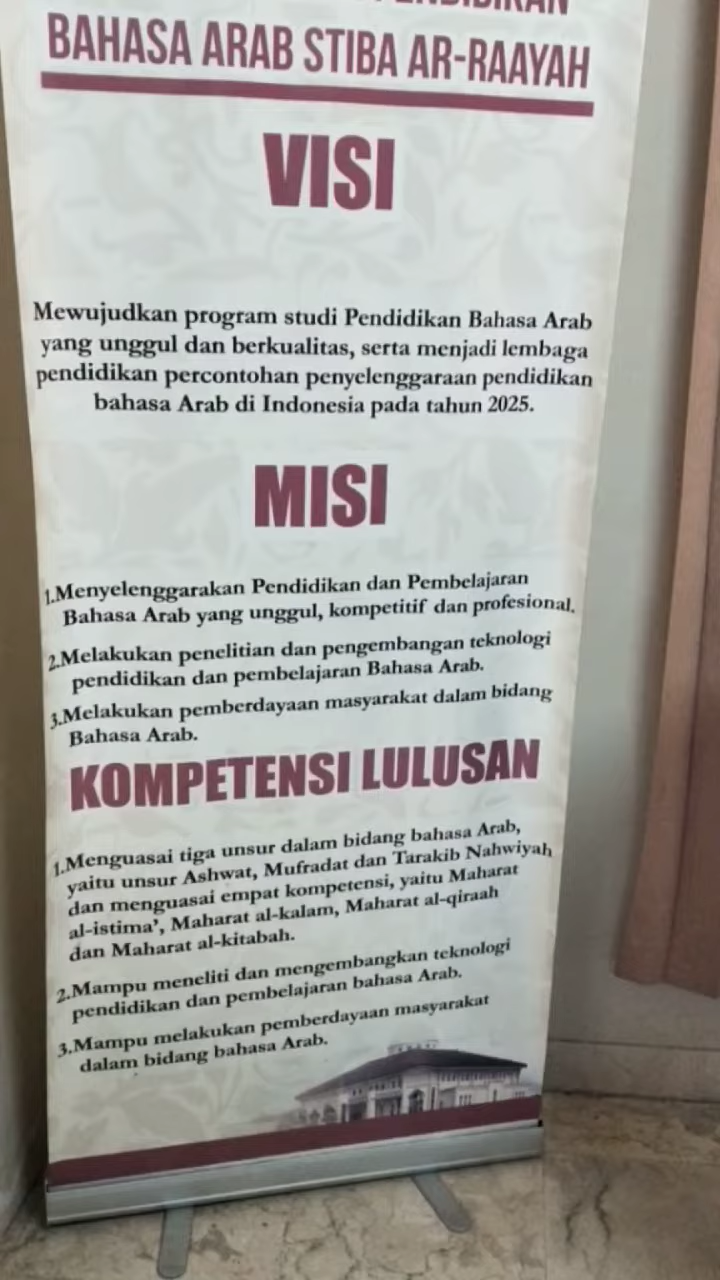 BAHASA ARAB STIBA AR-RAAYAH
VISI
Mewujudkan program studi Pendidikan Bahasa Arab
yang unggul dan berkualitas, serta menjadi lembaga
pendidikan percontohan penyelenggaraan pendidikan
bahasa Arab di Indonesia pada tahun 2025.
MISI
1.Menyelenggarakan Pendidikan dan Pembelajaran
Bahasa Arab yang unggul, kompetitif dan profesional.
2.Melakukan penelitian dan pengembangan teknologi
pendidikan dan pembelajaran Bahasa Arab.
3.Melakukan pemberdayaan masyarakat dalam bidang
Bahasa Arab.
KOMPETENSI LULUSAN
1.Menguasai tiga unsur dalam bidang bahasa Arab,
yaitu unsur Ashwat, Mufradat dan Tarakib Nahwiyah
dan menguasai empat kompetensi, yaitu Maharat
al-istima’, Maharat al-kalam, Maharat al-qiraah
dan Maharat al-kitabah.
2.Mampu meneliti dan mengembangkan teknologi
pendidikan dan pembelajaran bahasa Arab.
3.Mampu melakukan pemberdayaan masyarakat
dalam bidang bahasa Arab.